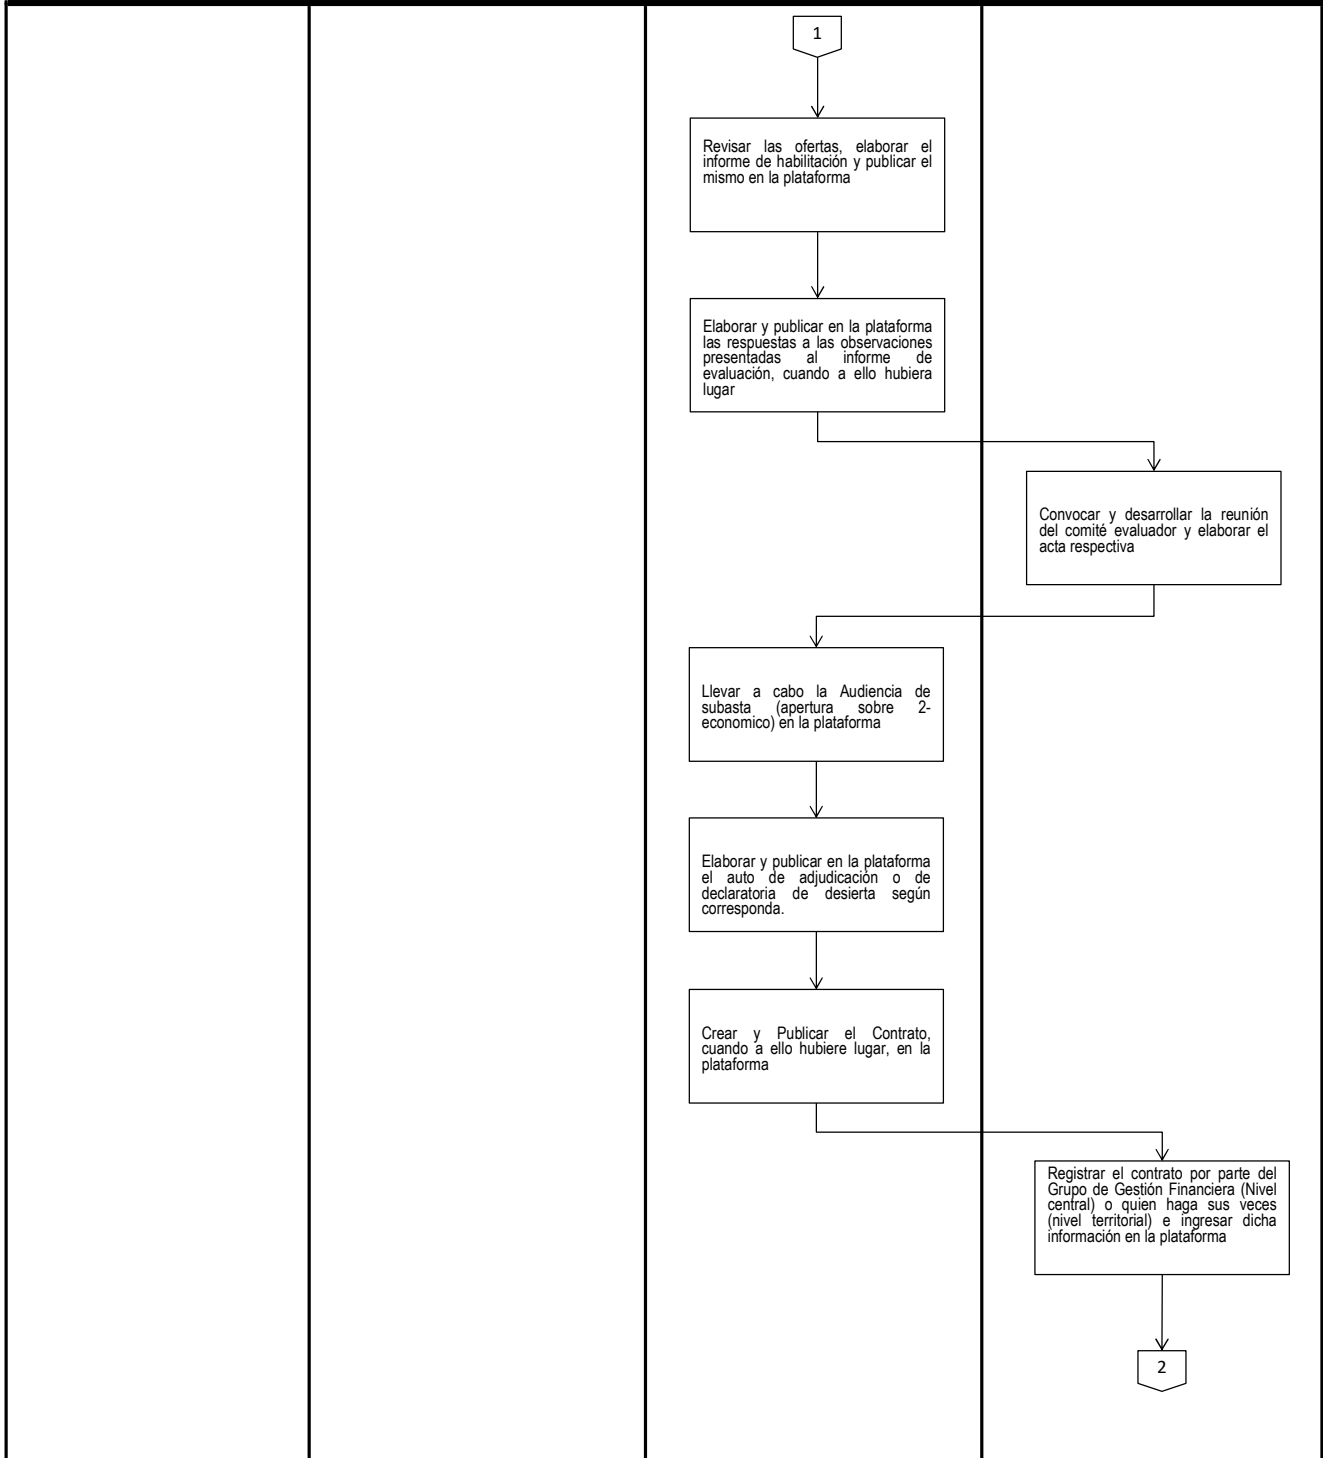 1
Revisar las ofertas, elaborar el
informe de habilitación y publicar el
mismo en la plataforma
Elaborar y publicar en la plataforma
las respuestas a las observaciones
presentadas al informe de
evaluación, cuando a ello hubiera
lugar
Convocar y desarrollar la reunión
del comité evaluador y elaborar el
acta respectiva
Llevar a cabo la Audiencia de
subasta (apertura sobre 2-
economico) en la plataforma
Elaborar y publicar en la plataforma
el auto de adjudicación o de
declaratoria de desierta según
corresponda.
Crear y Publicar el Contrato,
cuando a ello hubiere lugar, en la
plataforma
Registrar el contrato por parte del
Grupo de Gestión Financiera (Nivel
central) o quien haga sus veces
(nivel territorial) e ingresar dicha
información en la plataforma
2